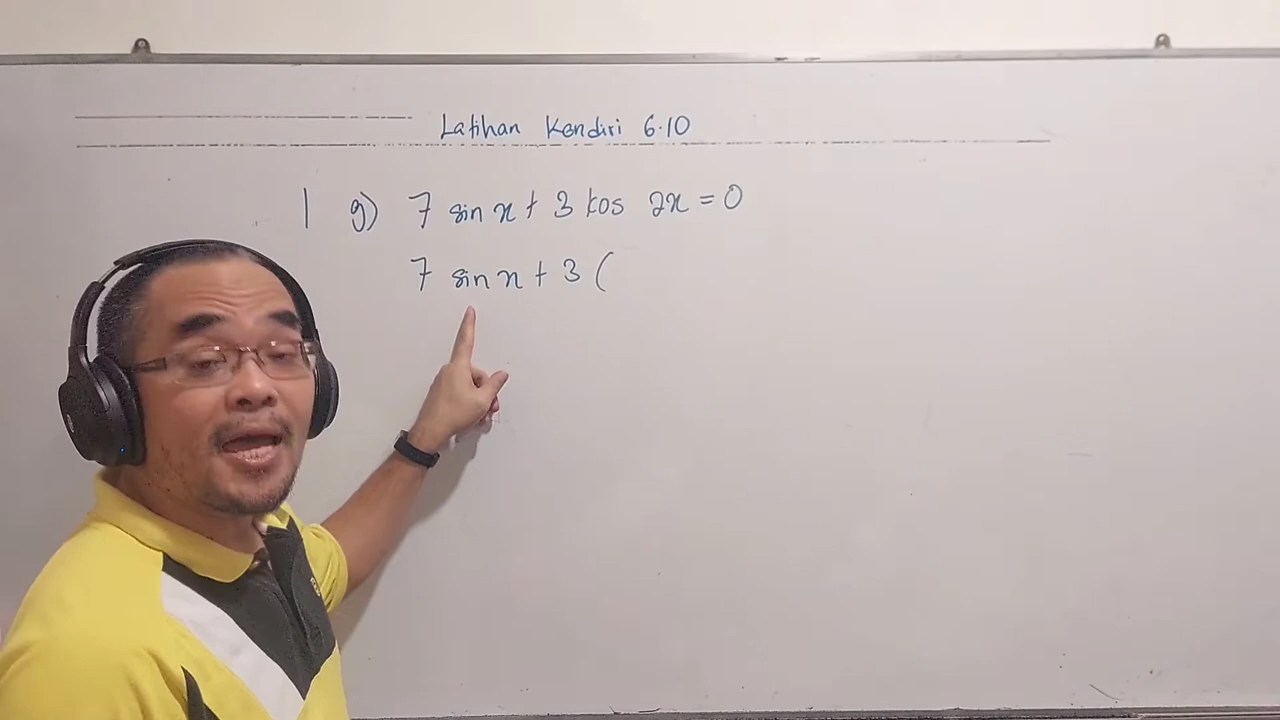 Latihan Kendiri 6.10
1 g) 7 sin x + 3 kos 2x = 0
7 sin x + 3 (